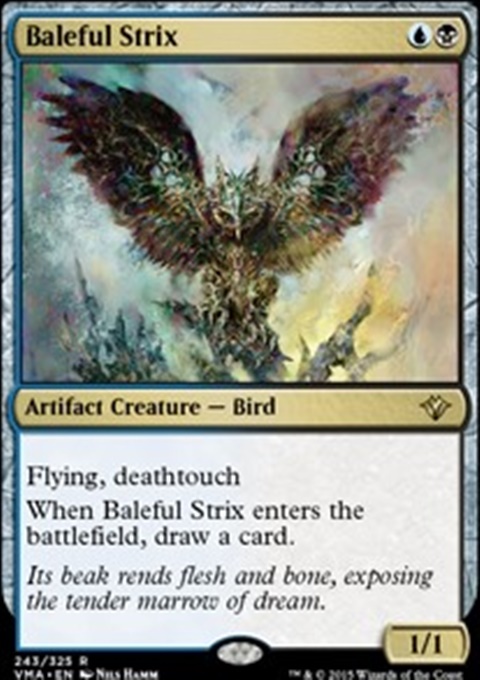 Baleful Strix
Artifact Creature — Bird
Flying, deathtouch
When Baleful Strix enters the
battlefield, draw a card.
Its beak rends flesh and bone, exposing
the tender marrow of dream.
1/1
243/325 R
VMA • EN Nils Hamm
™ & © 2015 Wizards of the Coast